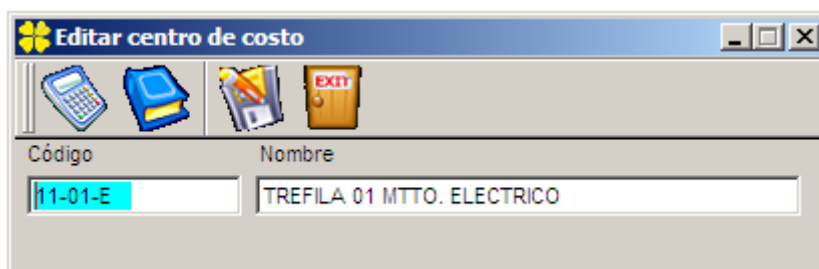 Editar centro de costo
EXIT
Código Nombre
11-01-E TREFILA 01 MTTO. ELECTRICO